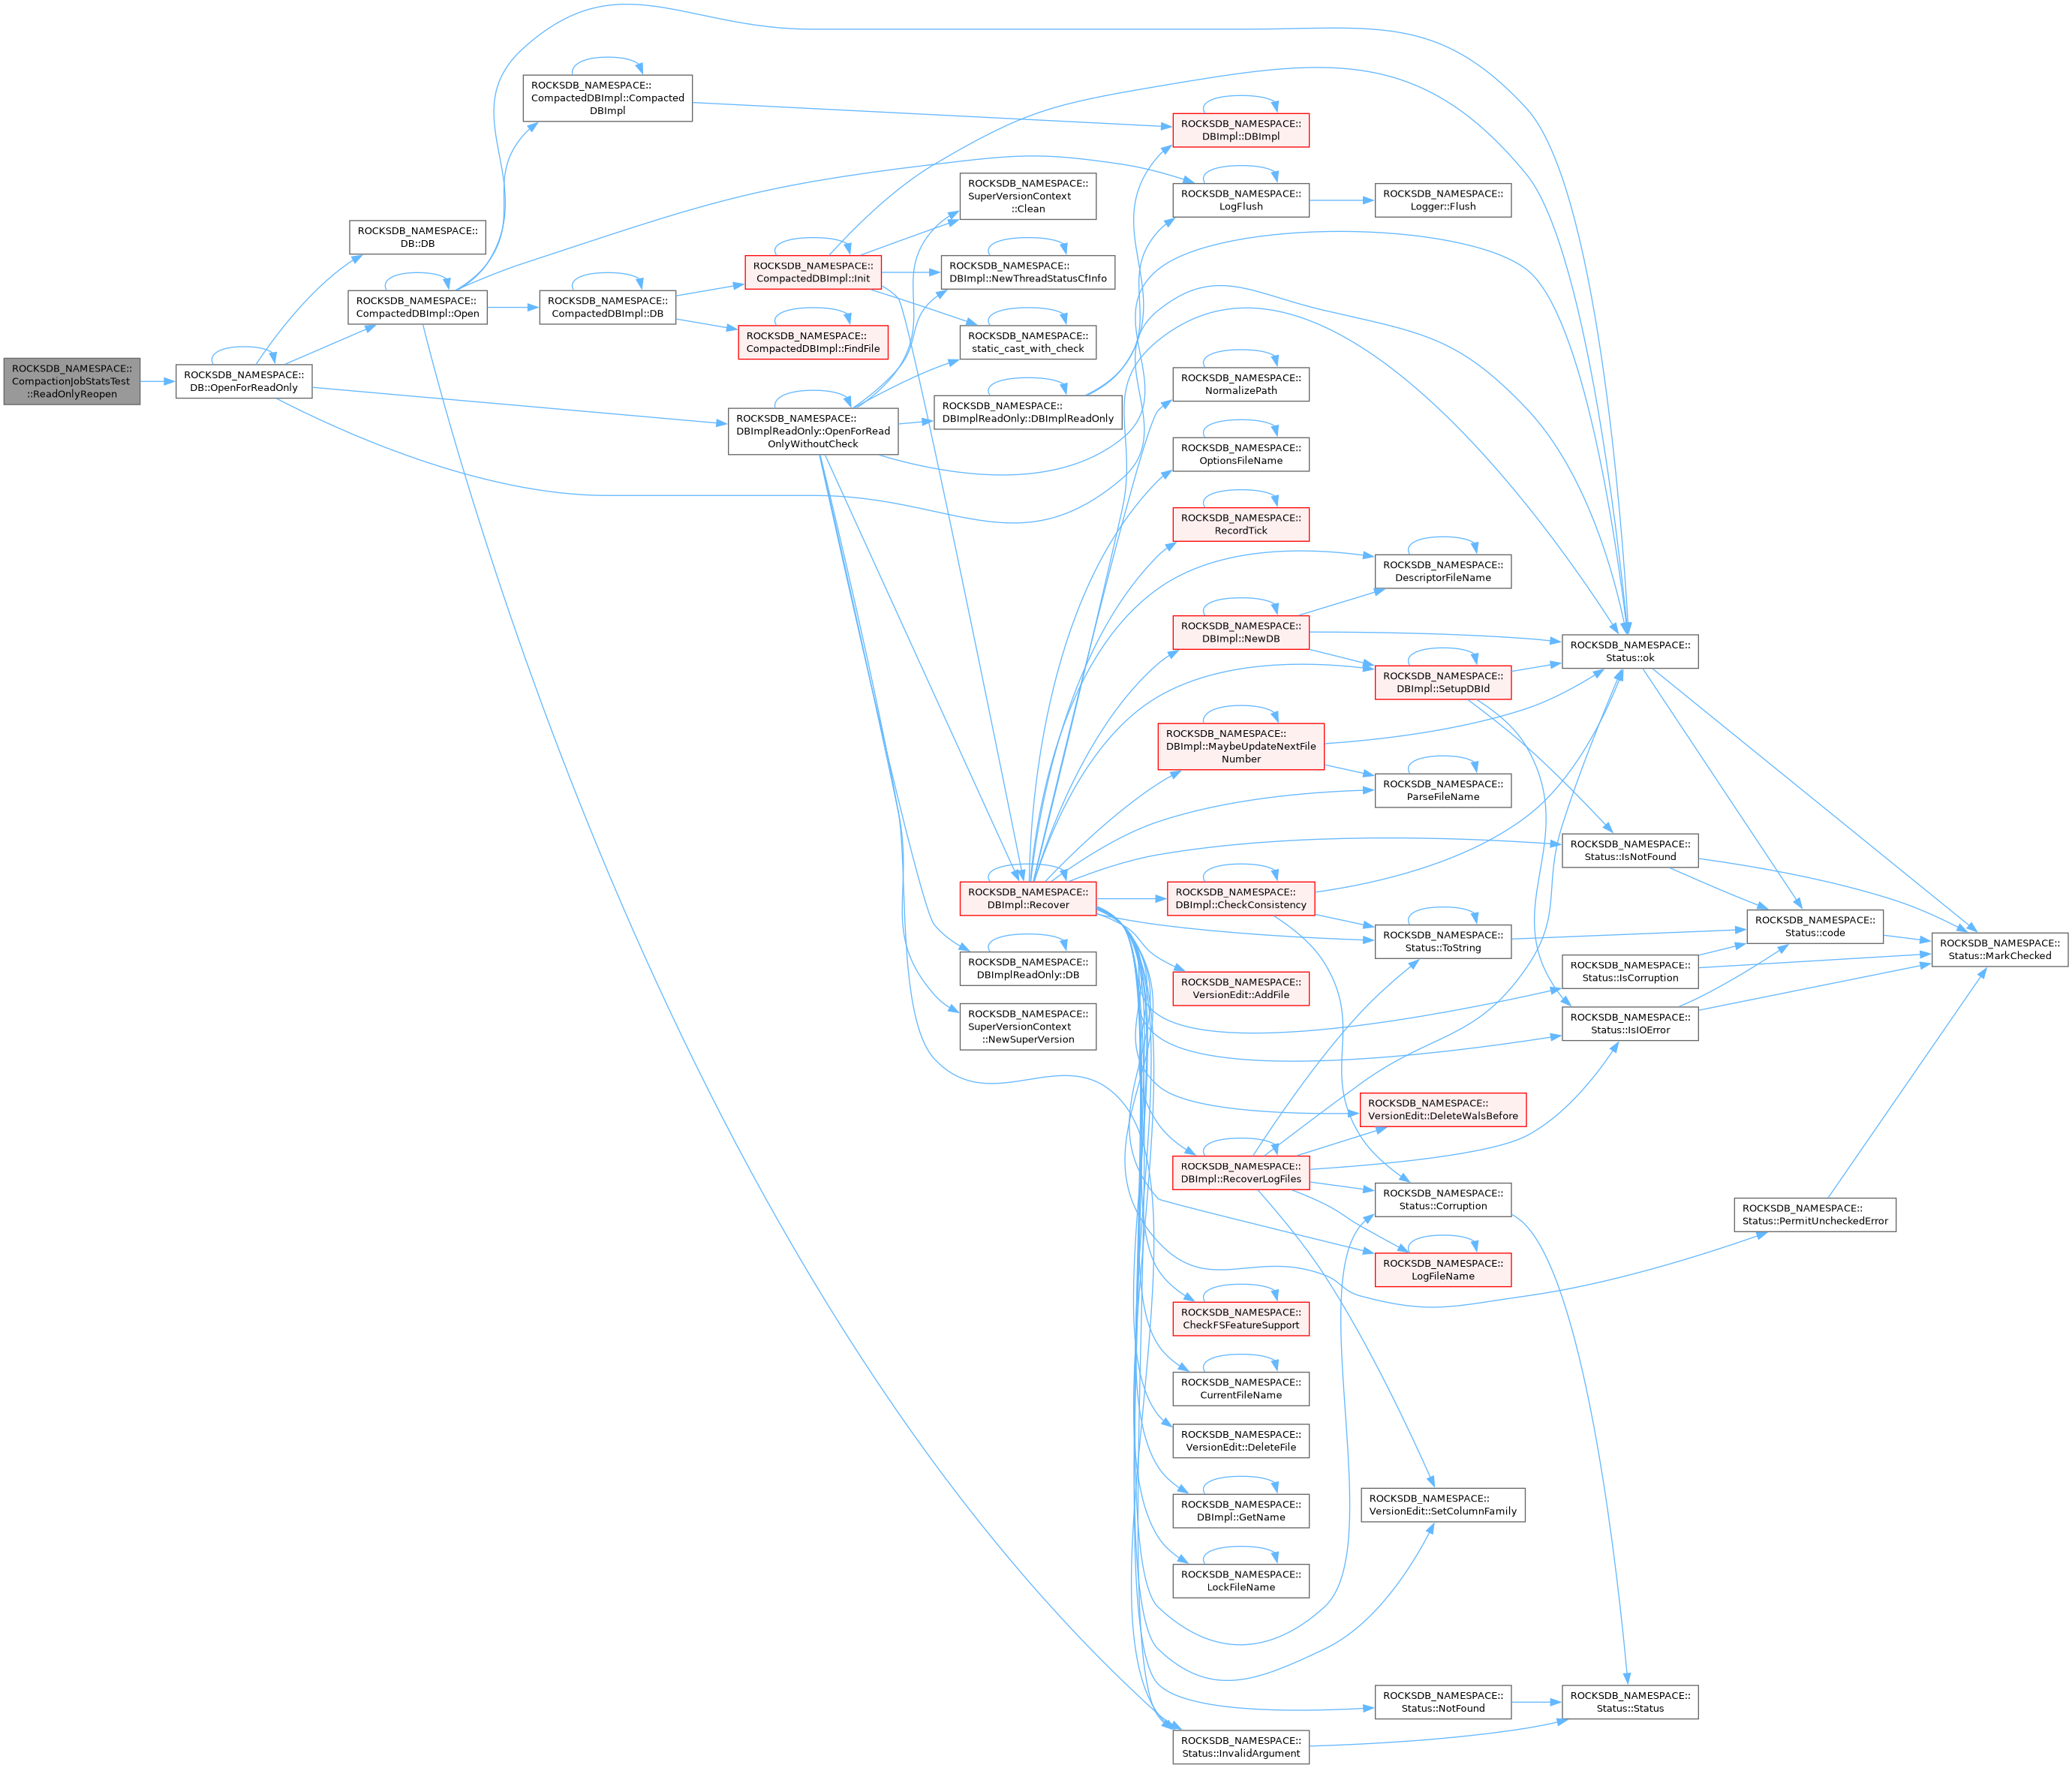 ROCKSDB_NAMESPACE::
CompactionJobStatsTest
::ReadOnlyReopen
ROCKSDB_NAMESPACE::
DB::OpenForReadOnly
ROCKSDB_NAMESPACE::
DB::DB
ROCKSDB_NAMESPACE::
CompactedDBImpl::Open
ROCKSDB_NAMESPACE::
CompactedDBImpl::Compacted
DBImpl
ROCKSDB_NAMESPACE::
CompactedDBImpl::DB
ROCKSDB_NAMESPACE::
CompactedDBImpl::Init
ROCKSDB_NAMESPACE::
CompactedDBImpl::FindFile
ROCKSDB_NAMESPACE::
DBImplReadOnly::OpenForRead
OnlyWithoutCheck
ROCKSDB_NAMESPACE::
SuperVersionContext
::Clean
ROCKSDB_NAMESPACE::
DBImpl::NewThreadStatusCfInfo
ROCKSDB_NAMESPACE::
static_cast_with_check
ROCKSDB_NAMESPACE::
DBImplReadOnly::DBImplReadOnly
ROCKSDB_NAMESPACE::
DBImpl::Recover
ROCKSDB_NAMESPACE::
DBImplReadOnly::DB
ROCKSDB_NAMESPACE::
SuperVersionContext
::NewSuperVersion
ROCKSDB_NAMESPACE::
DBImpl::DBImpl
ROCKSDB_NAMESPACE::
LogFlush
ROCKSDB_NAMESPACE::
NormalizePath
ROCKSDB_NAMESPACE::
OptionsFileName
ROCKSDB_NAMESPACE::
RecordTick
ROCKSDB_NAMESPACE::
DBImpl::NewDB
ROCKSDB_NAMESPACE::
DBImpl::MaybeUpdateNextFile
Number
ROCKSDB_NAMESPACE::
DBImpl::CheckConsistency
ROCKSDB_NAMESPACE::
VersionEdit::AddFile
ROCKSDB_NAMESPACE::
DBImpl::RecoverLogFiles
ROCKSDB_NAMESPACE::
CheckFSFeatureSupport
ROCKSDB_NAMESPACE::
CurrentFileName
ROCKSDB_NAMESPACE::
VersionEdit::DeleteFile
ROCKSDB_NAMESPACE::
DBImpl::GetName
ROCKSDB_NAMESPACE::
LockFileName
ROCKSDB_NAMESPACE::
Status::InvalidArgument
ROCKSDB_NAMESPACE::
Logger::Flush
ROCKSDB_NAMESPACE::
DescriptorFileName
ROCKSDB_NAMESPACE::
DBImpl::SetupDBId
ROCKSDB_NAMESPACE::
ParseFileName
ROCKSDB_NAMESPACE::
Status::ToString
ROCKSDB_NAMESPACE::
VersionEdit::DeleteWalsBefore
ROCKSDB_NAMESPACE::
Status::Corruption
ROCKSDB_NAMESPACE::
LogFileName
ROCKSDB_NAMESPACE::
VersionEdit::SetColumnFamily
ROCKSDB_NAMESPACE::
Status::NotFound
ROCKSDB_NAMESPACE::
Status::ok
ROCKSDB_NAMESPACE::
Status::IsNotFound
ROCKSDB_NAMESPACE::
Status::IsCorruption
ROCKSDB_NAMESPACE::
Status::IsIOError
ROCKSDB_NAMESPACE::
Status::Status
ROCKSDB_NAMESPACE::
Status::code
ROCKSDB_NAMESPACE::
Status::PermitUncheckedError
ROCKSDB_NAMESPACE::
Status::MarkChecked